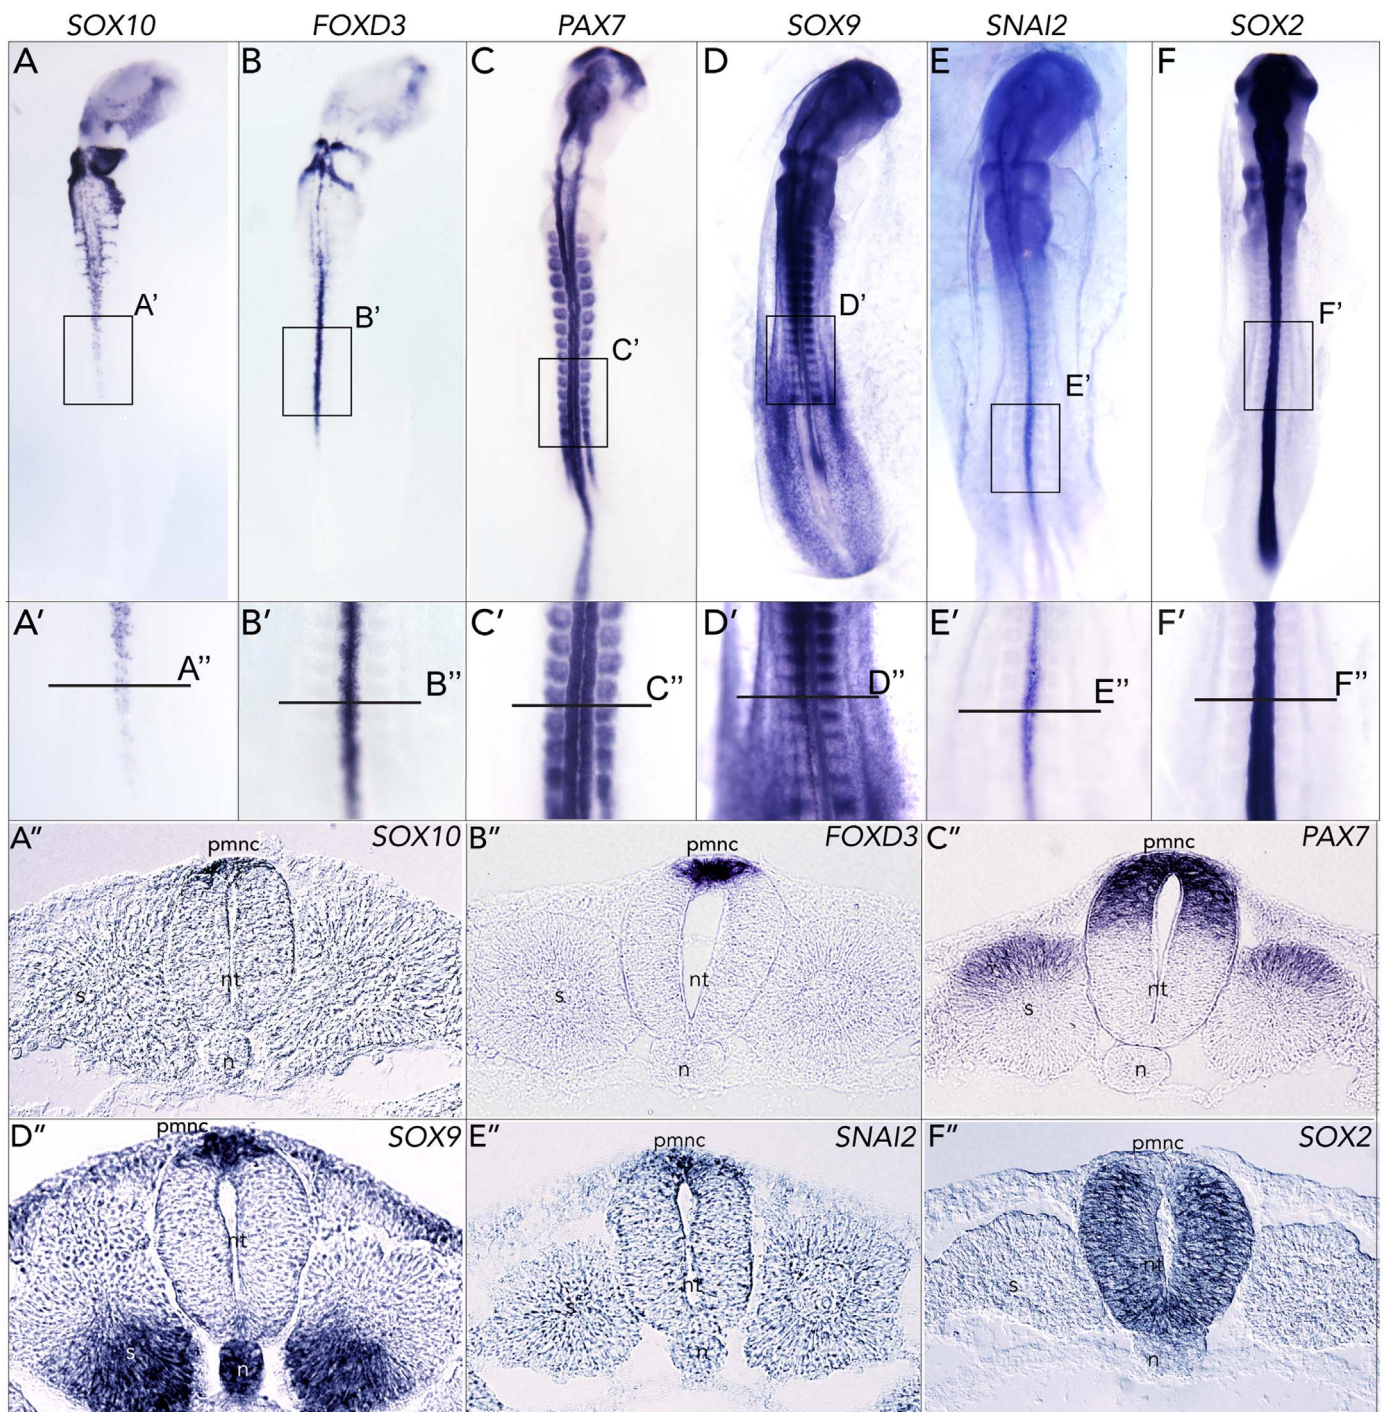 SOX10 FOXD3 PAX7 SOX9 SNAI2 SOX2
A B C D E F
A' B' C' D' E' F'
A' B' C' D' E' F'
A'' B'' C'' D'' E'' F''
A'' pmnc SOX10 B'' pmnc FOXD3 C'' pmnc PAX7
s nt n s nt n s nt n
D'' pmnc SOX9 E'' pmnc SNAI2 F'' pmnc SOX2
s nt n s nt n s nt n